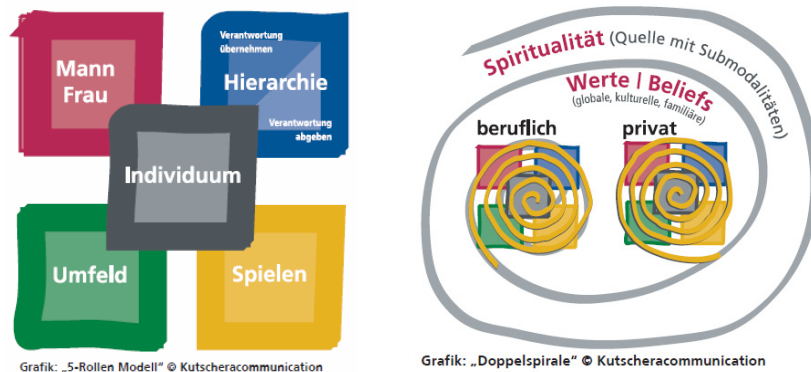 Mann
Frau
Verantwortung
übernehmen
Hierarchie
Verantwortung
abgeben
Individuum
Umfeld
Spielen
Grafik: „5-Rollen Modell" © Kutscheracommunication
Spiritualität (Quelle mit Submodalitäten)
Werte | Beliefs
(globale, kulturelle, familiäre)
beruflich
privat
Grafik: „Doppelspirale" © Kutscheracommunication